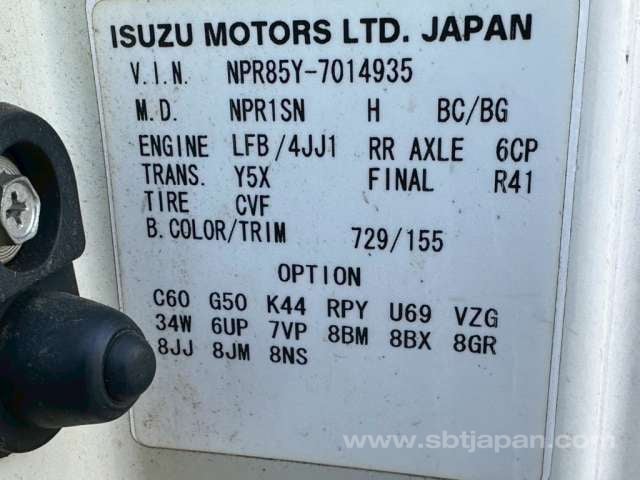 ISUZU MOTORS LTD. JAPAN
V.I.N. NPR85Y-7014935
M.D. NPR1SN H BC/BG
ENGINE LFB/4JJ1 RR AXLE 6CP
TRANS. Y5X FINAL R41
TIRE CVF
B.COLOR/TRIM 729/155
OPTION
C60 G50 K44 RPY U69 VZG
34W 6UP 7VP 8BM 8BX 8GR
8JJ 8JM 8NS
www.sbtjapan.com